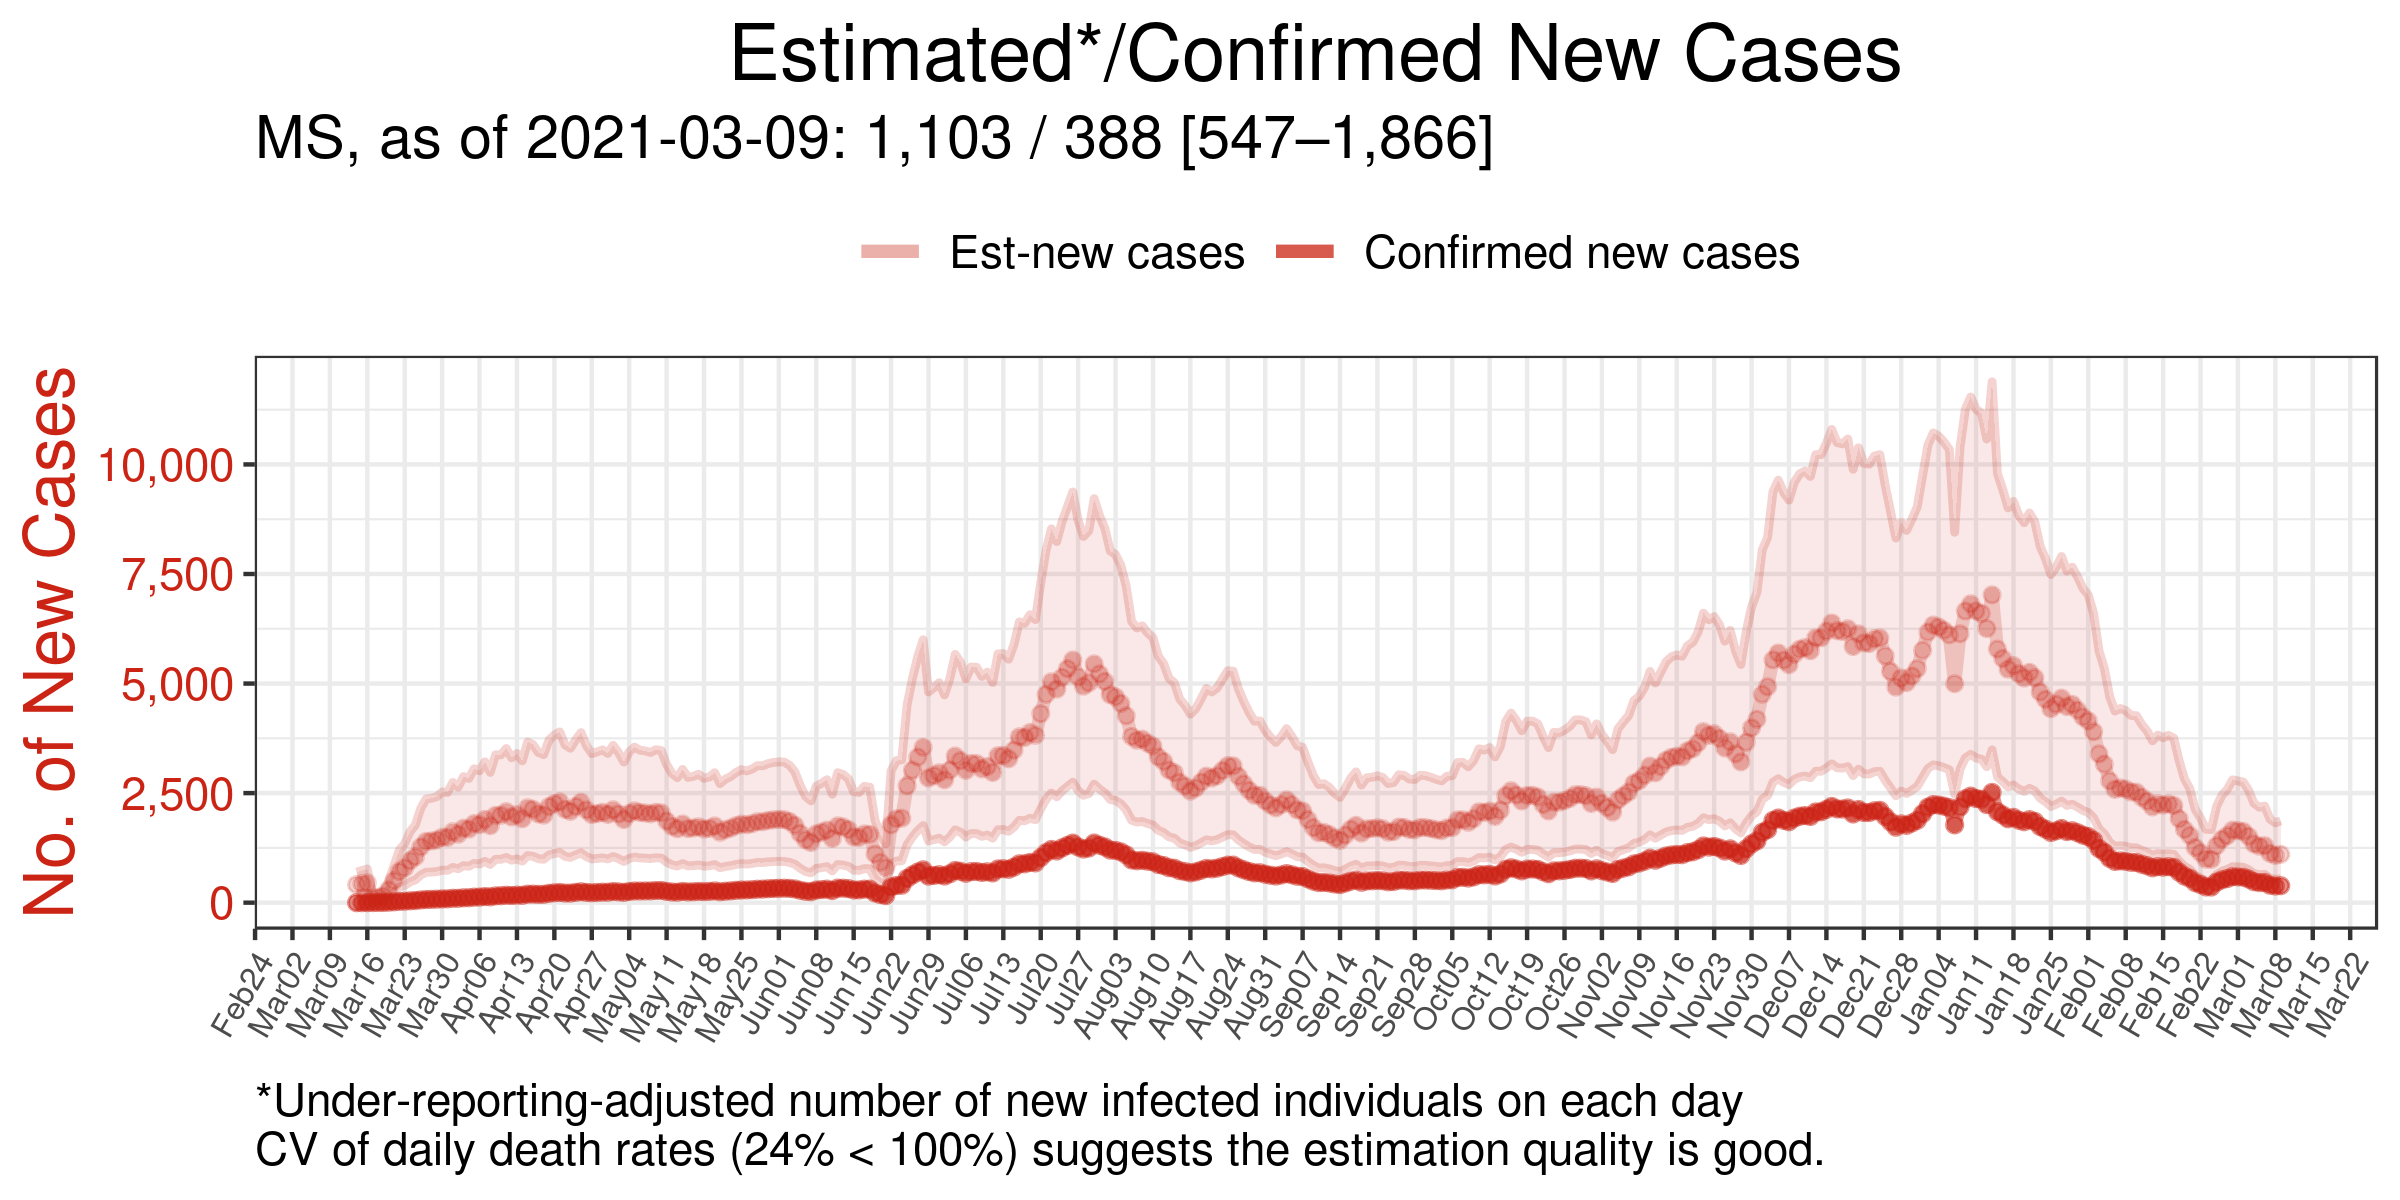 Estimated*/Confirmed New Cases
MS, as of 2021-03-09: 1,103 / 388 [547–1,866]
Est-new cases Confirmed new cases
No. of New Cases
10,000
7,500
5,000
2,500
0
Feb24 Mar02 Mar09 Mar16 Mar23 Mar30 Apr06 Apr13 Apr20 Apr27 May04 May11 May18 May25 Jun01 Jun08 Jun15 Jun22 Jun29 Jul06 Jul13 Jul20 Jul27 Aug03 Aug10 Aug17 Aug24 Aug31 Sep07 Sep14 Sep21 Sep28 Oct05 Oct12 Oct19 Oct26 Nov02 Nov09 Nov16 Nov23 Nov30 Dec07 Dec14 Dec21 Dec28 Jan04 Jan11 Jan18 Jan25 Feb01 Feb08 Feb15 Feb22 Mar01 Mar08 Mar15 Mar22
*Under-reporting-adjusted number of new infected individuals on each day
CV of daily death rates (24% < 100%) suggests the estimation quality is good.